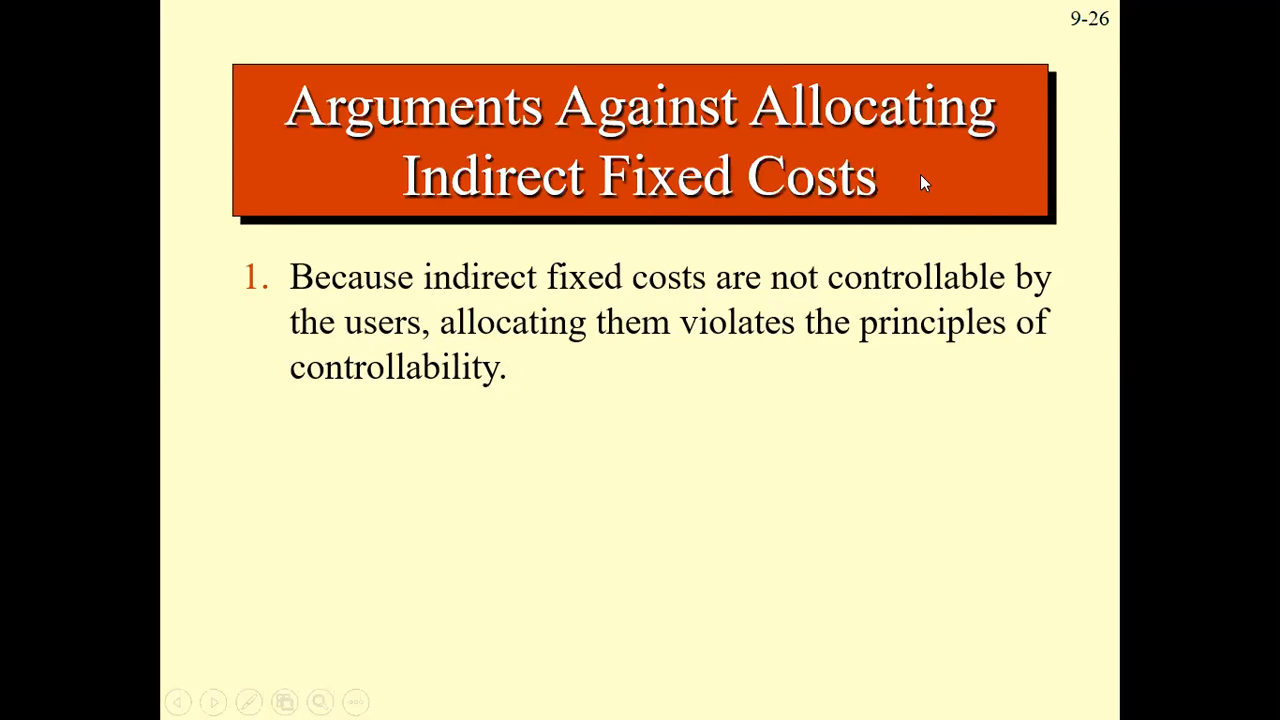 9-26
Arguments Against Allocating
Indirect Fixed Costs
1. Because indirect fixed costs are not controllable by
the users, allocating them violates the principles of
controllability.